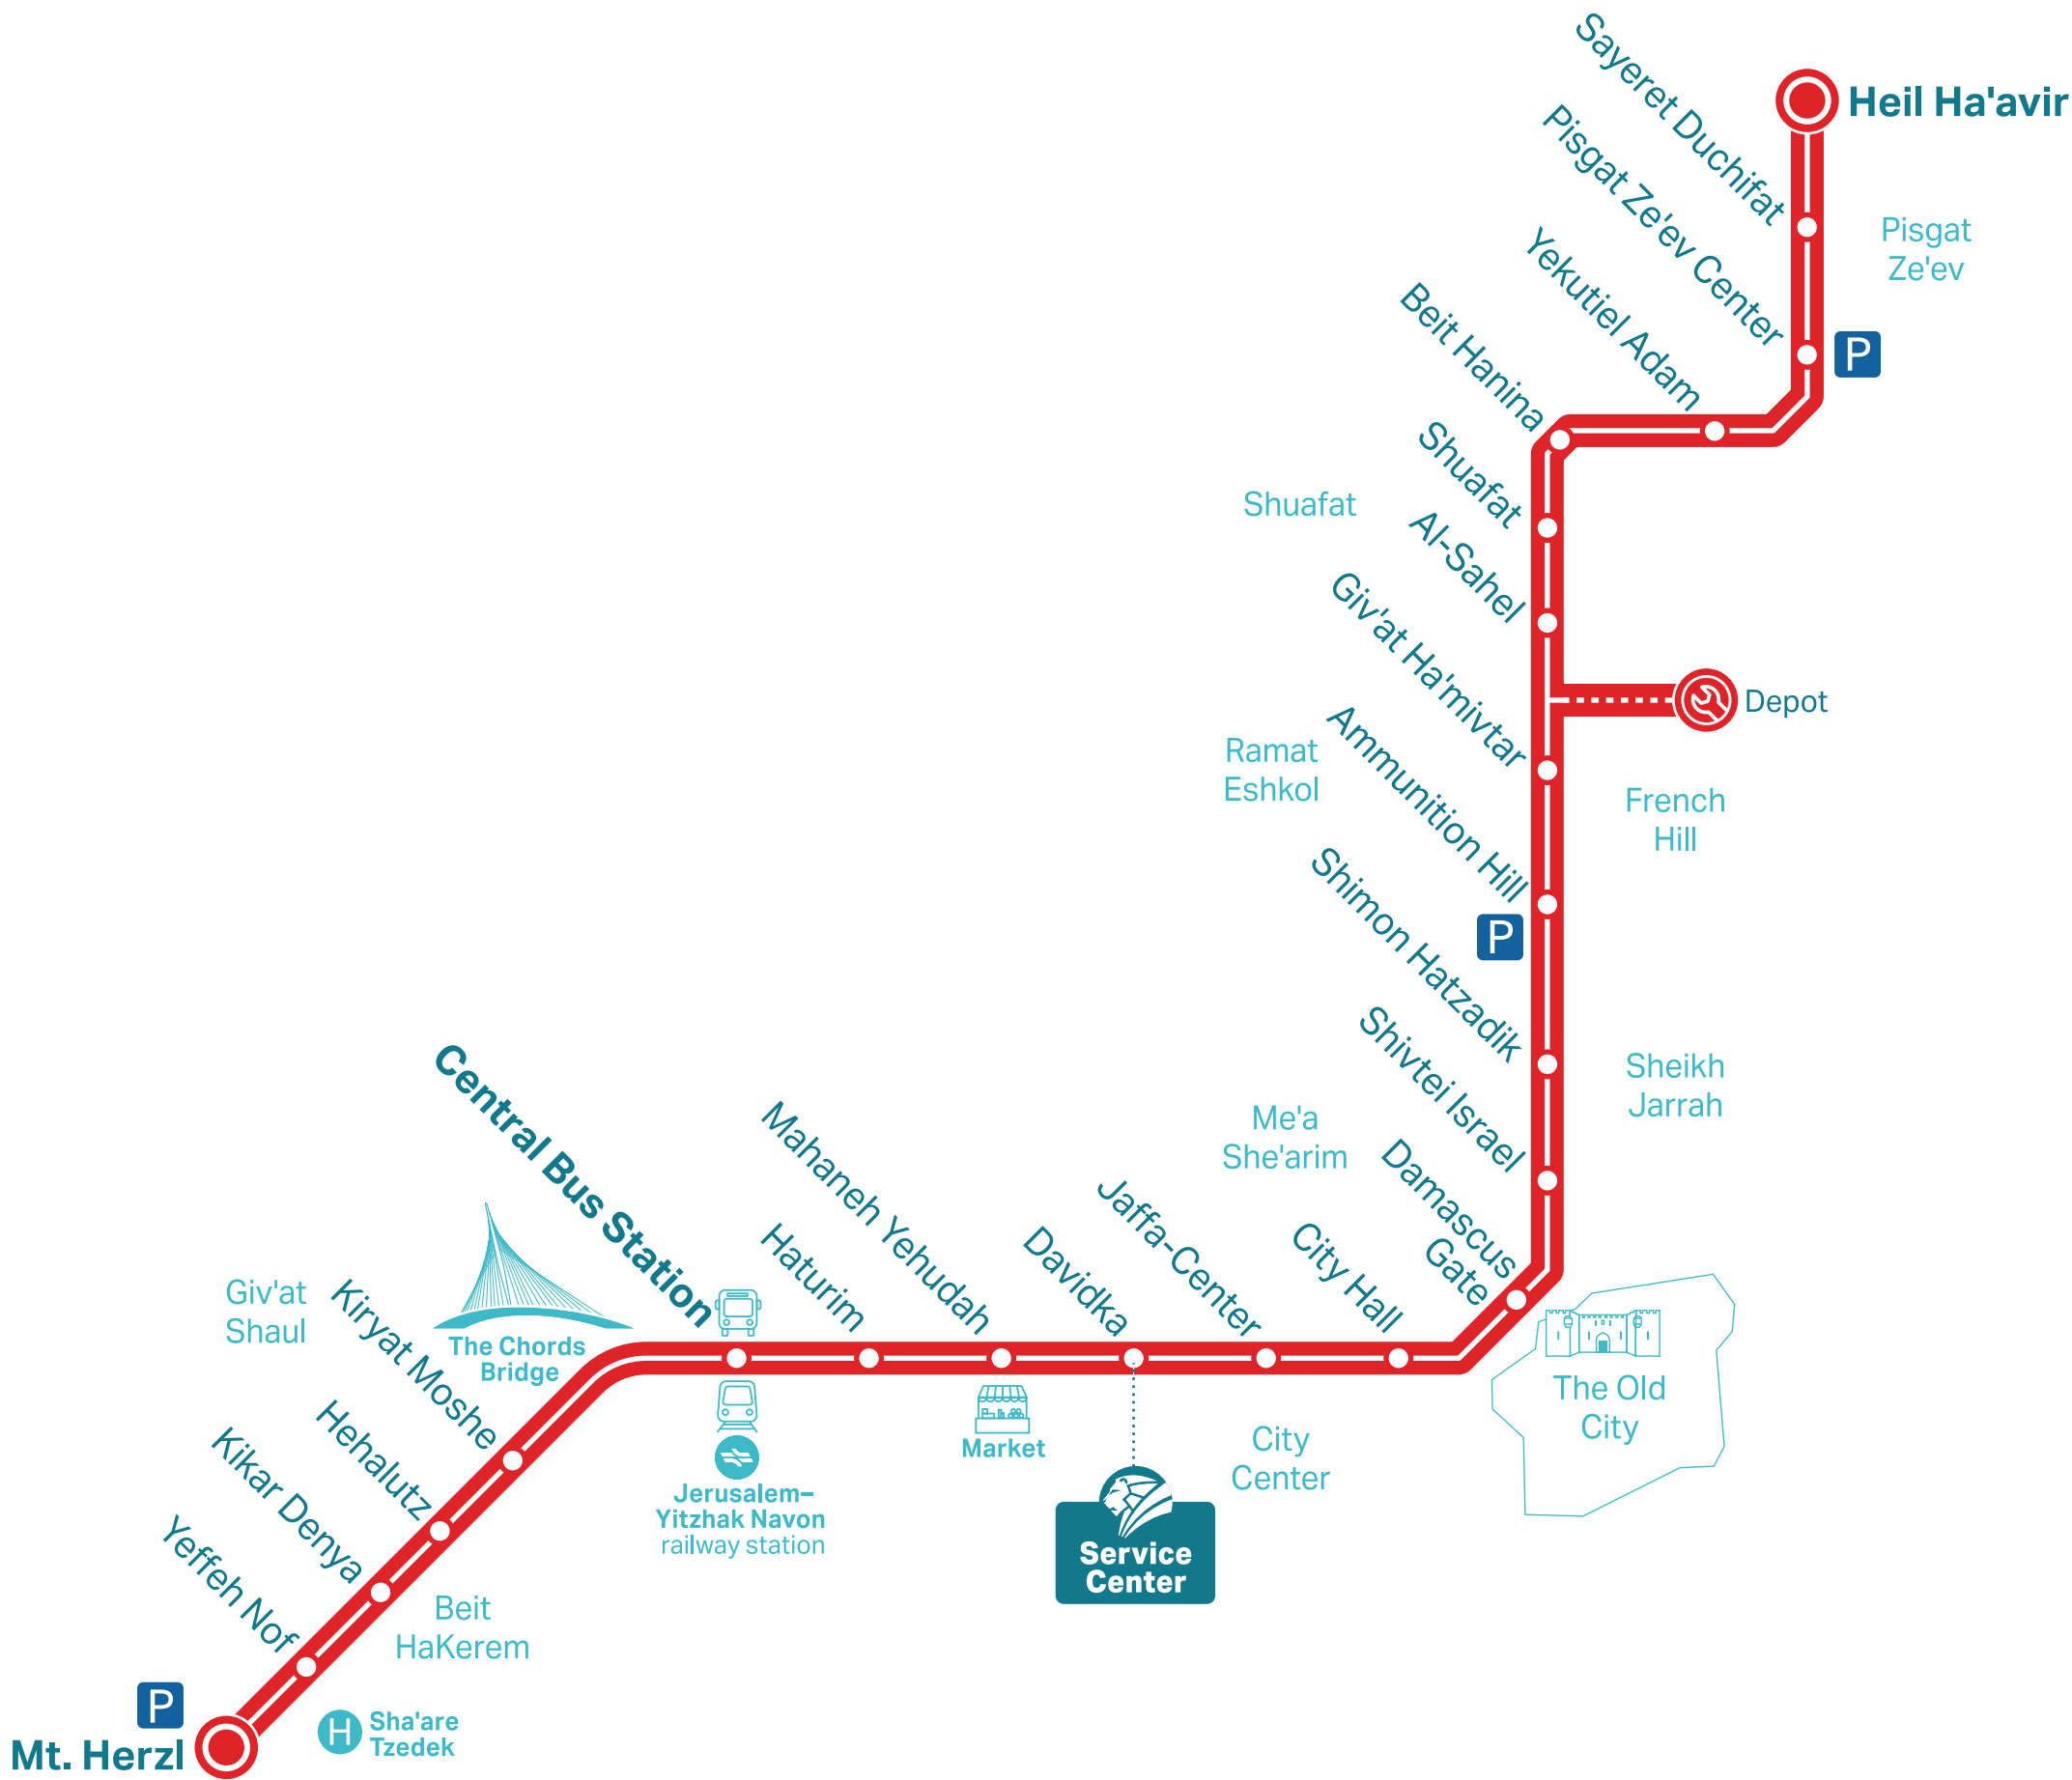 Sayeret Duchifat
Heil Ha'avir
Pisgat Ze'ev Center
Pisgat
Ze'ev
Yekutiel Adam
P
Beit Hanina
Shuafat
Shuafat
Al-Sahel
Giv'at Ha'mivtar
Depot
Ramat
Eshkol
Ammunition Hill
French
Hill
P
Shimon Hatzadik
Shivtei Israel
Sheikh
Jarrah
Me'a
She'arim
Damascus
Gate
Central Bus Station
Mahaneh Yehudah
Haturim
Davidka
Jaffa-Center
City Hall
Giv'at
Shaul
Kiryat Moshe
The Chords
Bridge
The Old
City
Hehalutz
Kikar Denya
Yeffeh Nof
Market
City
Center
Jerusalem–
Yitzhak Navon
railway station
Service
Center
Beit
HaKerem
P
Mt. Herzl
H
Sha'are
Tzedek